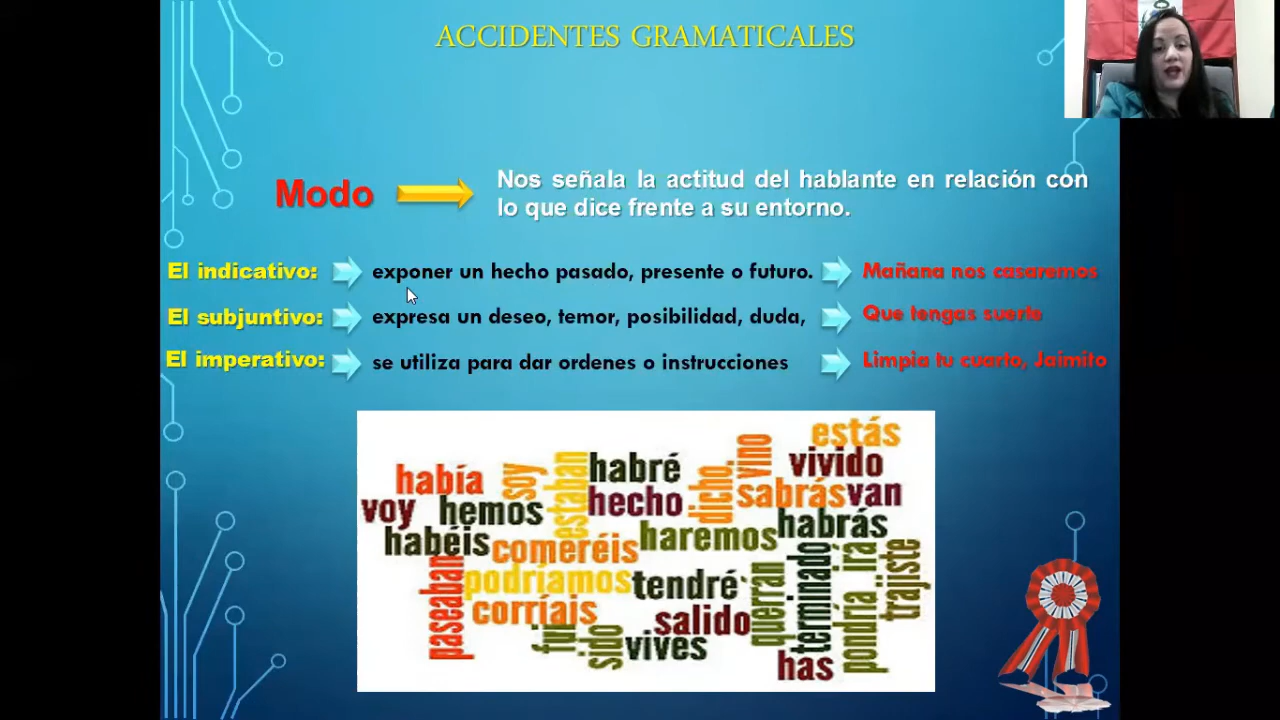 ACCIDENTES GRAMATICALES
Modo
Nos señala la actitud del hablante en relación con
lo que dice frente a su entorno.
El indicativo: exponer un hecho pasado, presente o futuro. Mañana nos casaremos
El subjuntivo: expresa un deseo, temor, posibilidad, duda, Que tengas suerte
El imperativo: se utiliza para dar ordenes o instrucciones Limpia tu cuarto, Jaimito
estás
había
soy
estaban
habré
dicho
vino
vivido
voy
hemos
hecho
sabrás
van
habéis
comeréis
haremos
habrás
paseaban
podríamos
tendré
querrán
terminado
irá
trajiste
corríais
salido
pondría
fui
sido
vives
has